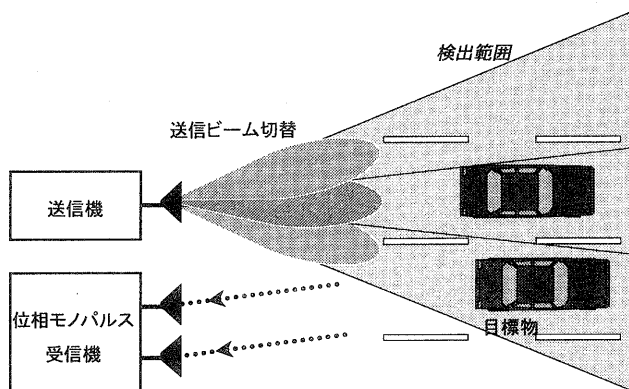 検出範囲
送信ビーム切替
送信機
位相モノパルス
受信機
目標物